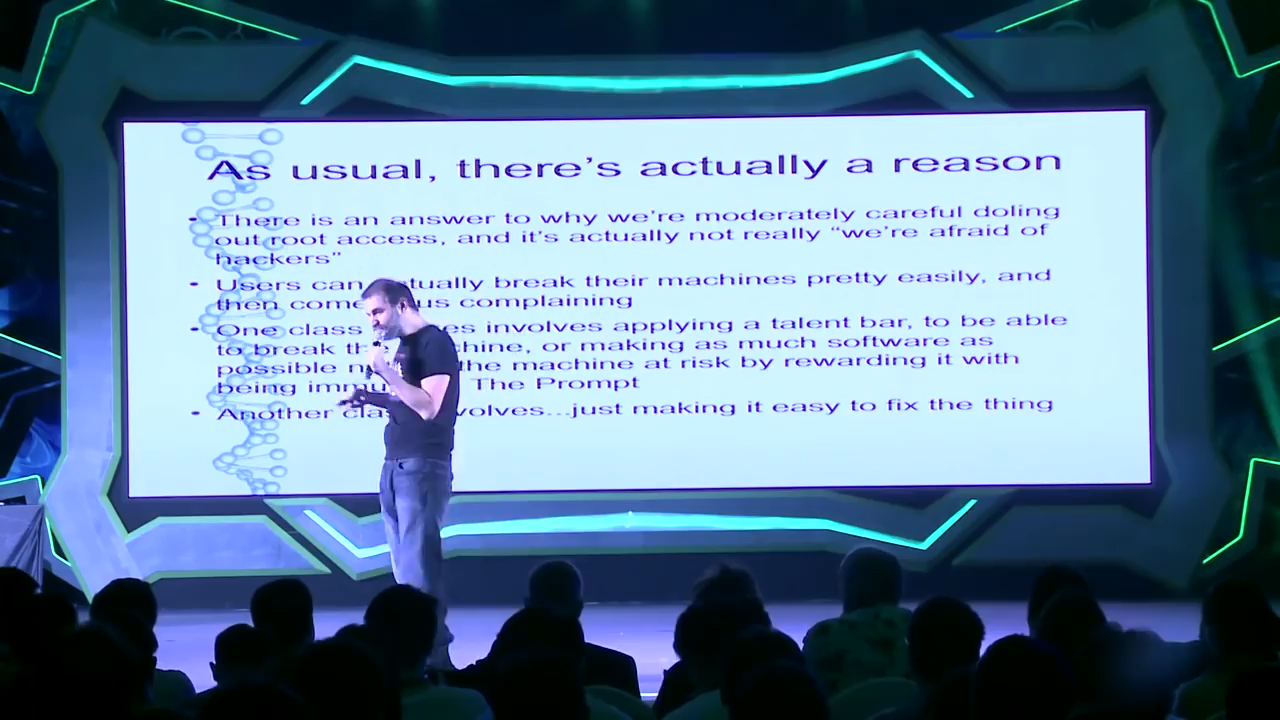 As usual, there's actually a reason
• There is an answer to why we're moderately careful doling
out root access, and it's actually not really "we're afraid of
hackers"
• Users can actually break their machines pretty easily, and
then come us complaining
• One class involves applying a talent bar, to be able
to break the machine, or making as much software as
possible the machine at risk by rewarding it with
being The Prompt
• Another class involves...just making it easy to fix the thing